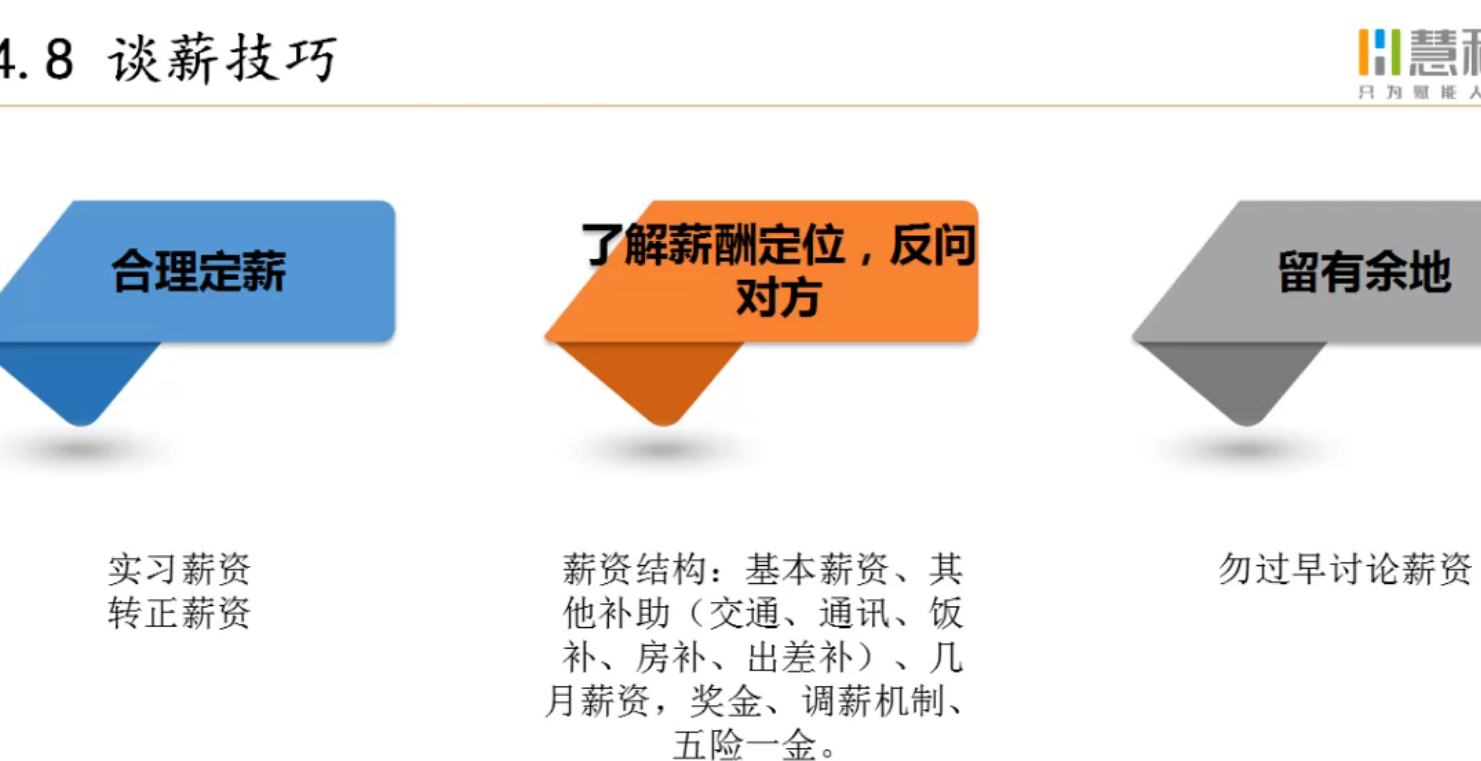 4.8 谈薪技巧
慧
只为赋能
合理定薪
了解薪酬定位，反问
对方
留有余地
实习薪资
转正薪资
薪资结构：基本薪资、其
他补助（交通、通讯、饭
补、房补、出差补）、几
月薪资，奖金、调薪机制、
五险一金。
勿过早讨论薪资